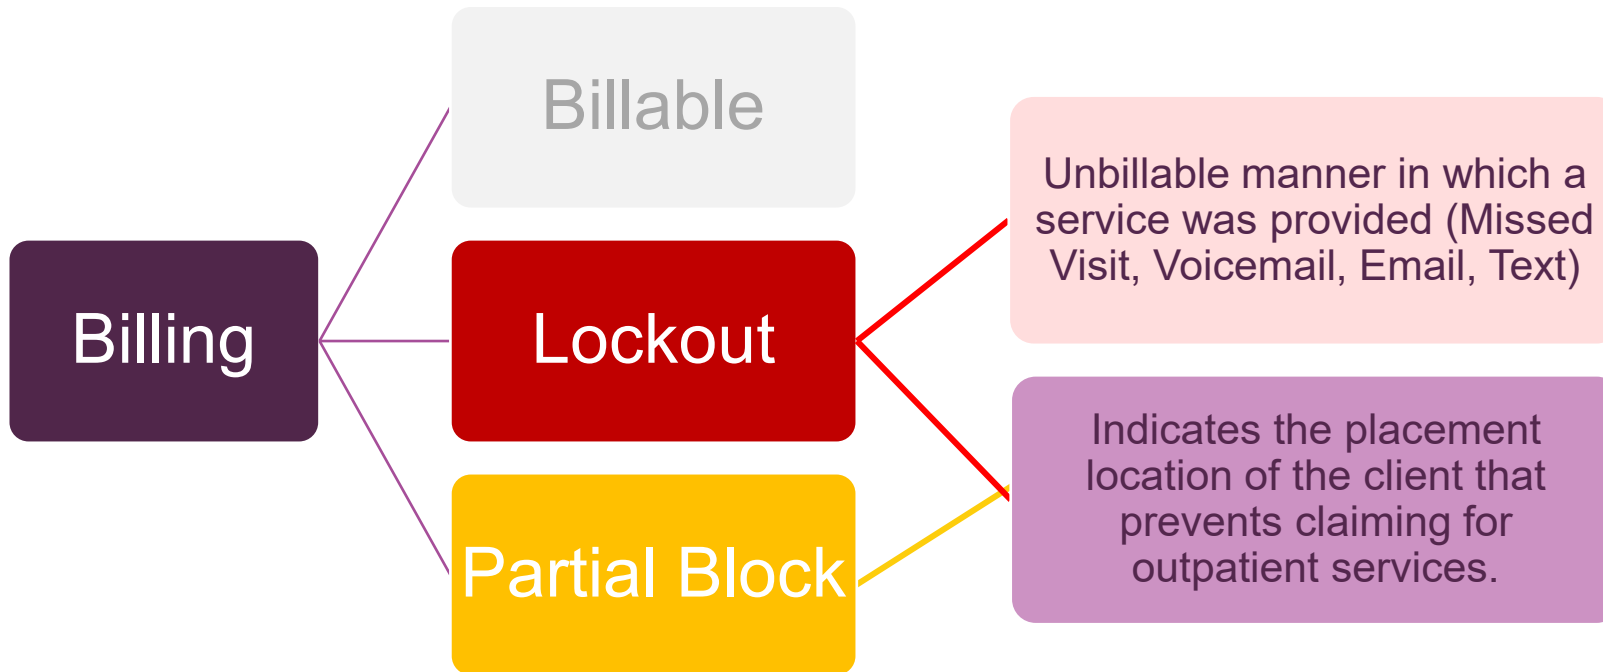 Billing
Billable
Lockout
Partial Block
Unbillable manner in which a
service was provided (Missed
Visit, Voicemail, Email, Text)
Indicates the placement
location of the client that
prevents claiming for
outpatient services.